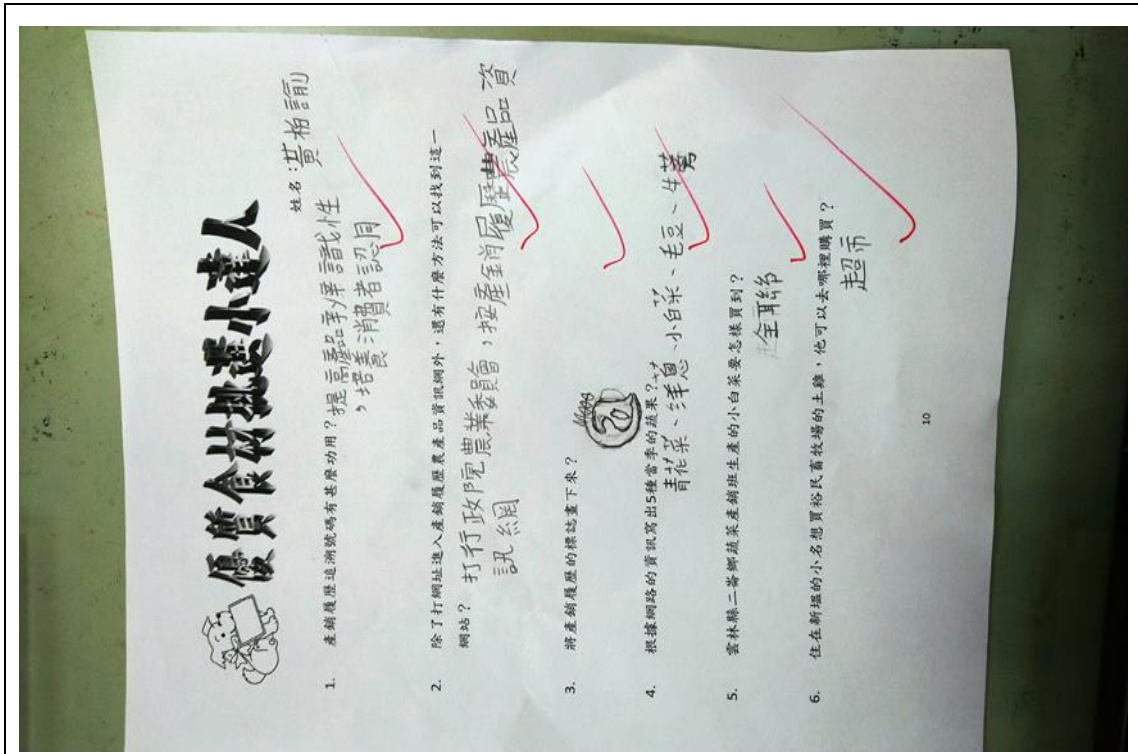 優質食材挑選小達人
姓名：黃柏諭
1. 產銷履歷追溯號碼有甚麼功用？提高產品辨識性
，培養消費者認同
2. 除了打網址進入產銷履歷農產品資訊網外，還有什麼方法可以找到這一
網站？打行政院農業委員會，按產銷履歷農產品資
訊網
3. 將產銷履歷的標誌畫下來？
4. 根據網路的資訊寫出5種當季的蔬果？
青花菜、洋蔥、小白菜、毛豆、牛蒡
5. 雲林縣二崙鄉蔬菜產銷班生產的小白菜要怎樣買到？
全聯
6. 住在新塭的小名想買裕民畜牧場的土雞，他可以去哪裡購買？
超市
10